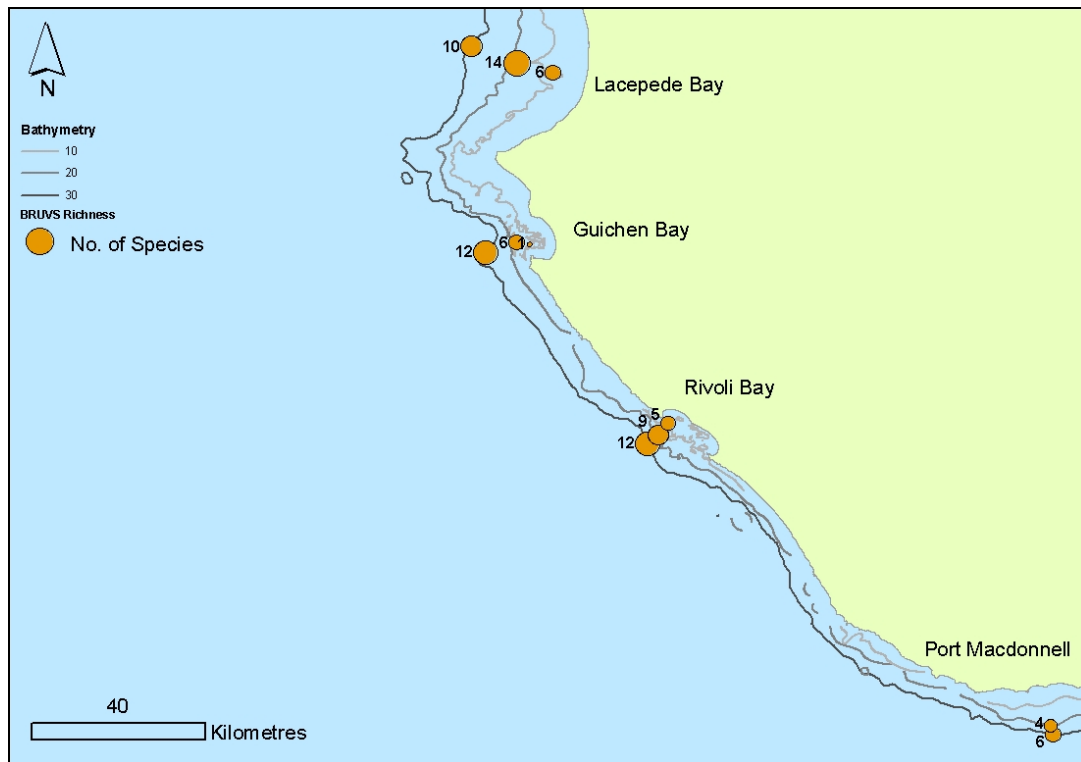 10
14
6
Lacepede Bay
N
Bathymetry
10
20
30
BRUVS Richness
No. of Species
Guichen Bay
12
6
1
Rivoli Bay
5
9
12
Port Macdonnell
4
6
40
Kilometres